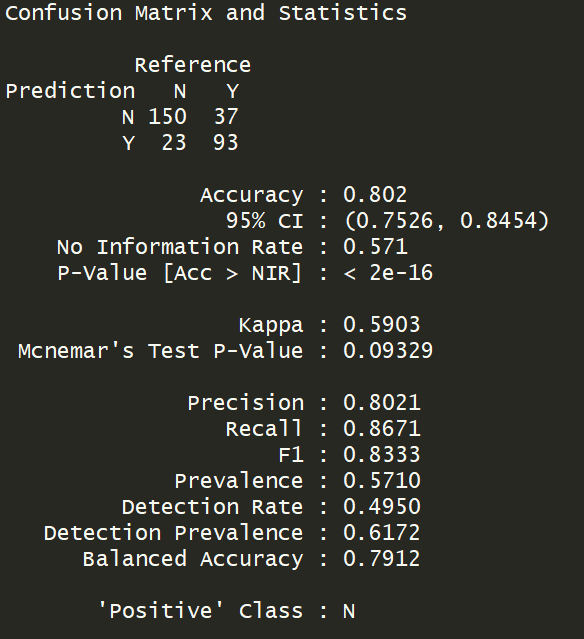 Confusion Matrix and Statistics
Reference
Prediction N Y
N 150 37
Y 23 93
Accuracy : 0.802
95% CI : (0.7526, 0.8454)
No Information Rate : 0.571
P-Value [Acc > NIR] : < 2e-16
Kappa : 0.5903
Mcnemar's Test P-Value : 0.09329
Precision : 0.8021
Recall : 0.8671
F1 : 0.8333
Prevalence : 0.5710
Detection Rate : 0.4950
Detection Prevalence : 0.6172
Balanced Accuracy : 0.7912
'Positive' Class : N